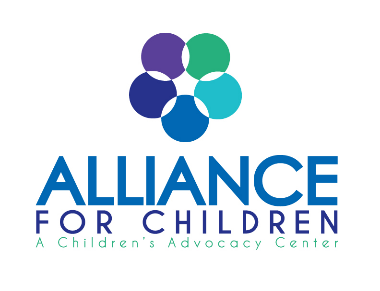 ALLIANCE
FOR CHILDREN
A Children's Advocacy Center